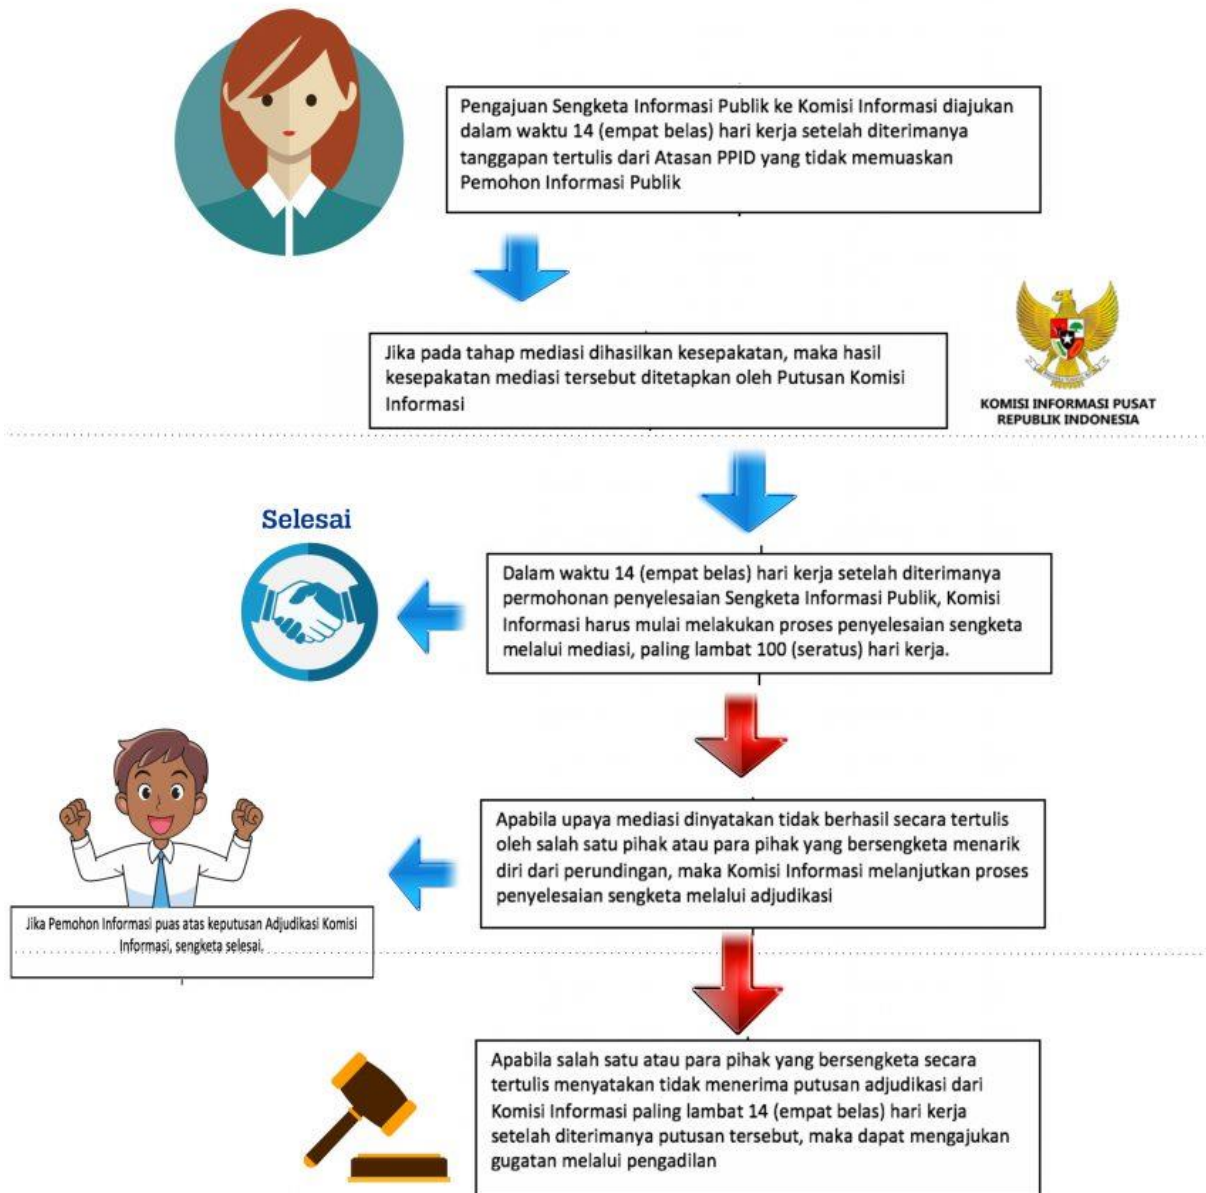 Pengajuan Sengketa Informasi Publik ke Komisi Informasi diajukan
dalam waktu 14 (empat belas) hari kerja setelah diterimanya
tanggapan tertulis dari Atasan PPID yang tidak memuaskan
Pemohon Informasi Publik
Jika pada tahap mediasi dihasilkan kesepakatan, maka hasil
kesepakatan mediasi tersebut ditetapkan oleh Putusan Komisi
Informasi
KOMISI INFORMASI PUSAT
REPUBLIK INDONESIA
Selesai
Dalam waktu 14 (empat belas) hari kerja setelah diterimanya
permohonan penyelesaian Sengketa Informasi Publik, Komisi
Informasi harus mulai melakukan proses penyelesaian sengketa
melalui mediasi, paling lambat 100 (seratus) hari kerja.
Apabila upaya mediasi dinyatakan tidak berhasil secara tertulis
oleh salah satu pihak atau para pihak yang bersengketa menarik
diri dari perundingan, maka Komisi Informasi melanjutkan proses
penyelesaian sengketa melalui adjudikasi
Jika Pemohon Informasi puas atas keputusan Adjudikasi Komisi
Informasi, sengketa selesai.
Apabila salah satu atau para pihak yang bersengketa secara
tertulis menyatakan tidak menerima putusan adjudikasi dari
Komisi Informasi paling lambat 14 (empat belas) hari kerja
setelah diterimanya putusan tersebut, maka dapat mengajukan
gugatan melalui pengadilan